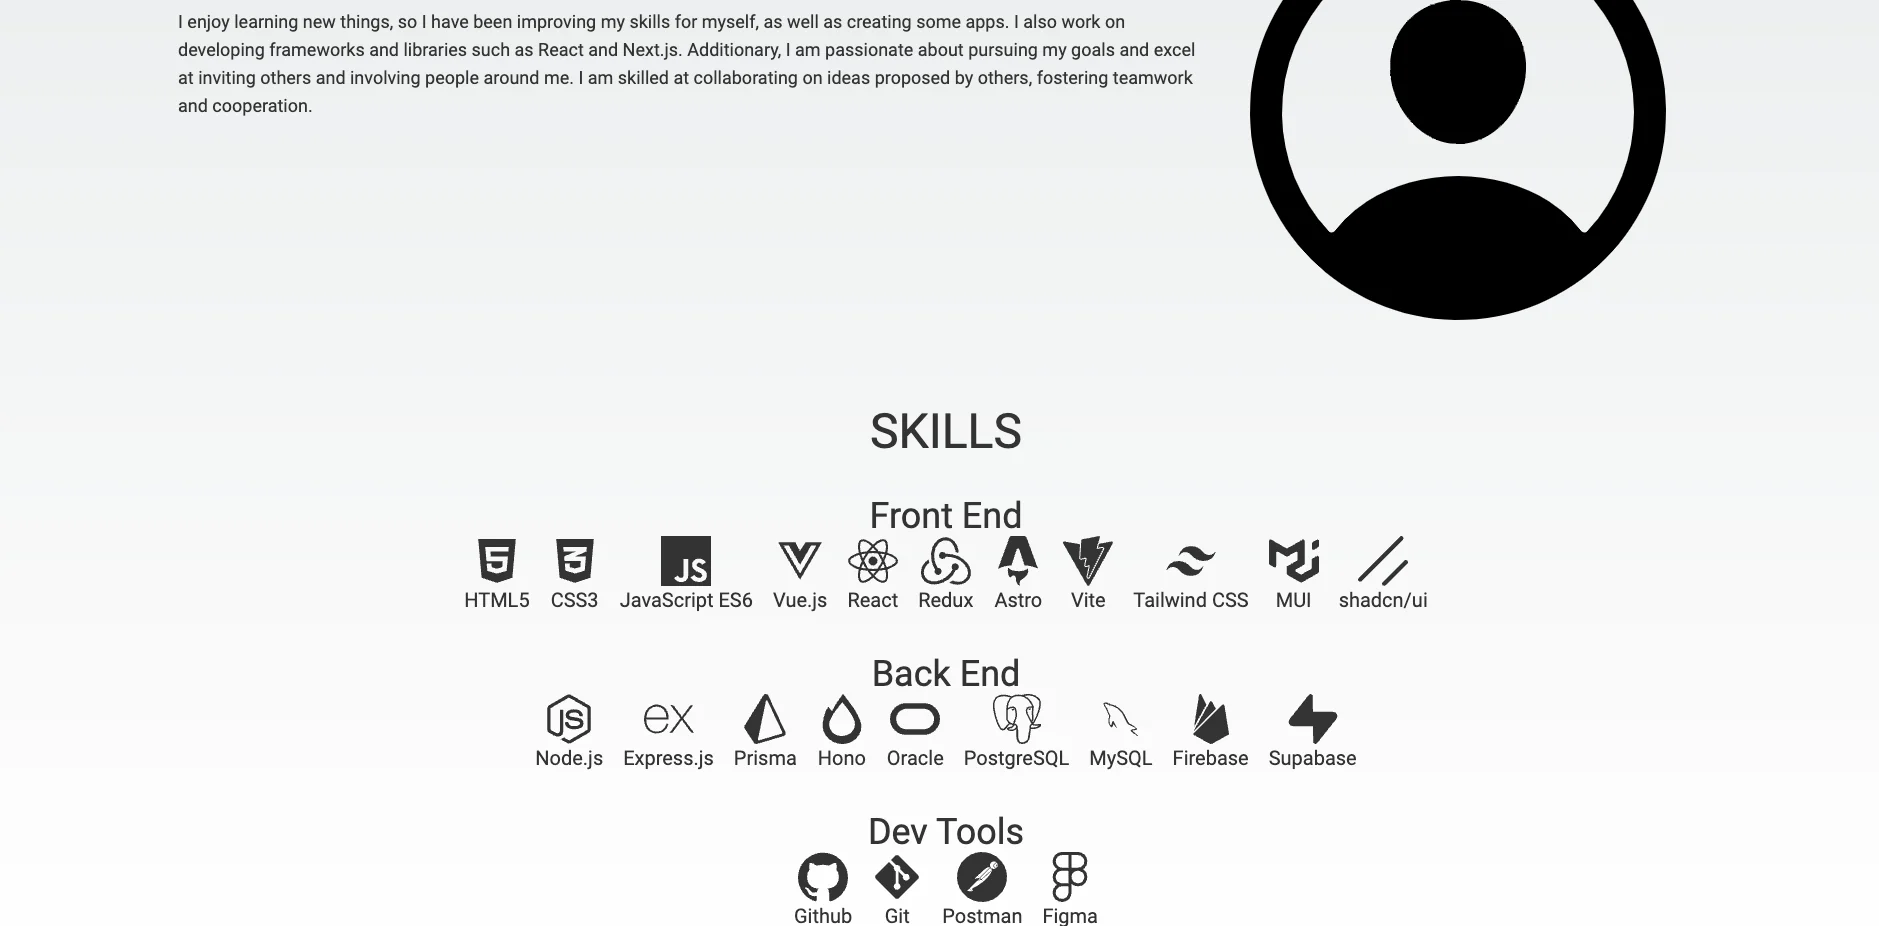 I enjoy learning new things, so I have been improving my skills for myself, as well as creating some apps. I also work on
developing frameworks and libraries such as React and Next.js. Additionary, I am passionate about pursuing my goals and excel
at inviting others and involving people around me. I am skilled at collaborating on ideas proposed by others, fostering teamwork
and cooperation.
SKILLS
Front End
5 3 JS
HTML5 CSS3 JavaScript ES6 Vue.js React Redux Astro Vite Tailwind CSS MUI shadcn/ui
Back End
JS ex
Node.js Express.js Prisma Hono Oracle PostgreSQL MySQL Firebase Supabase
Dev Tools
Github Git Postman Figma